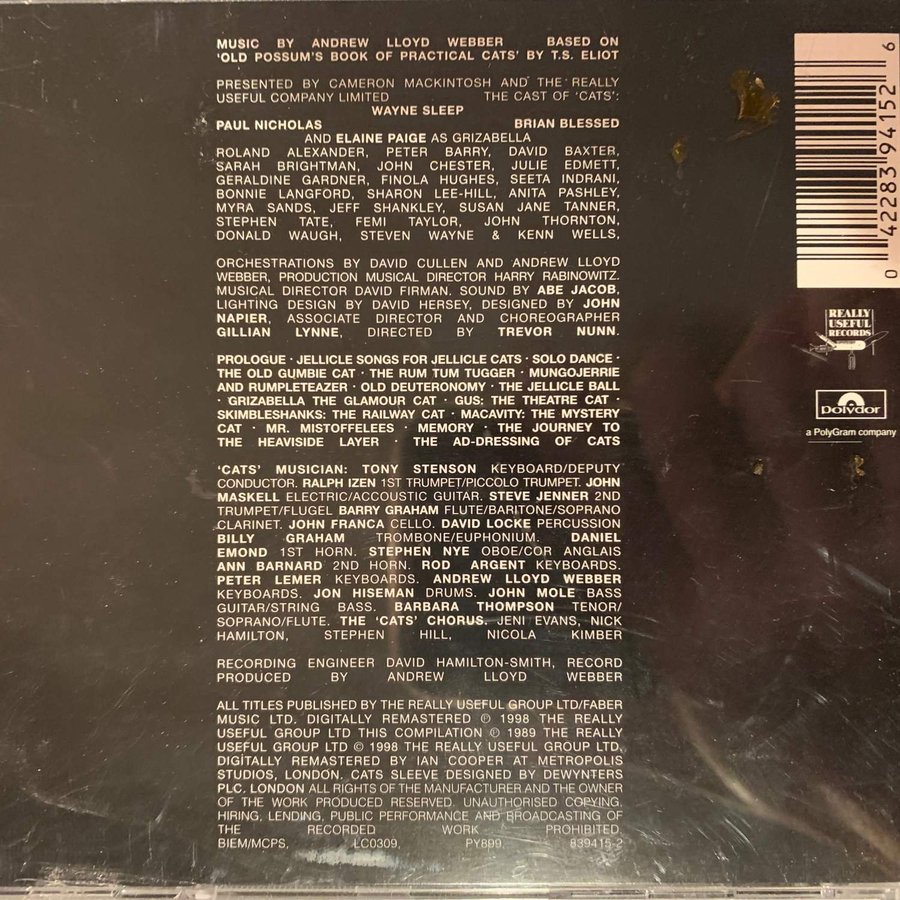 MUSIC BY ANDREW LLOYD WEBBER BASED ON
'OLD POSSUM'S BOOK OF PRACTICAL CATS' BY T.S. ELIOT
PRESENTED BY CAMERON MACKINTOSH AND THE REALLY
USEFUL COMPANY LIMITED THE CAST OF 'CATS':
WAYNE SLEEP
PAUL NICHOLAS BRIAN BLESSED
AND ELAINE PAIGE AS GRIZABELLA
ROLAND ALEXANDER, PETER BARRY, DAVID BAXTER,
SARAH BRIGHTMAN, JOHN CHESTER, JULIE EDMETT,
GERALDINE GARDNER, FINOLA HUGHES, SEETA INDRANI,
BONNIE LANGFORD, SHARON LEE-HILL, ANITA PASHLEY,
MYRA SANDS, JEFF SHANKLEY, SUSAN JANE TANNER,
STEPHEN TATE, FEMI TAYLOR, JOHN THORNTON,
DONALD WAUGH, STEVEN WAYNE & KENN WELLS,
ORCHESTRATIONS BY DAVID CULLEN AND ANDREW LLOYD
WEBBER, PRODUCTION MUSICAL DIRECTOR HARRY RABINOWITZ.
MUSICAL DIRECTOR DAVID FIRMAN. SOUND BY ABE JACOB,
LIGHTING DESIGN BY DAVID HERSEY, DESIGNED BY JOHN
NAPIER, ASSOCIATE DIRECTOR AND CHOREOGRAPHER
GILLIAN LYNNE, DIRECTED BY TREVOR NUNN.
PROLOGUE · JELLICLE SONGS FOR JELLICLE CATS · SOLO DANCE ·
THE OLD GUMBIE CAT · THE RUM TUM TUGGER · MUNGOJERRIE
AND RUMPLETEAZER · OLD DEUTERONOMY · THE JELLICLE BALL
· GRIZABELLA THE GLAMOUR CAT · GUS: THE THEATRE CAT ·
SKIMBLESHANKS: THE RAILWAY CAT · MACAVITY: THE MYSTERY
CAT · MR. MISTOFFELEES · MEMORY · THE JOURNEY TO
THE HEAVISIDE LAYER · THE AD-DRESSING OF CATS
'CATS' MUSICIAN: TONY STENSON KEYBOARD/DEPUTY
CONDUCTOR. RALPH IZEN 1ST TRUMPET/PICCOLO TRUMPET. JOHN
MASKELL ELECTRIC/ACCOUSTIC GUITAR. STEVE JENNER 2ND
TRUMPET/FLUGEL BARRY GRAHAM FLUTE/BARITONE/SOPRANO
CLARINET. JOHN FRANCA CELLO. DAVID LOCKE PERCUSSION
BILLY GRAHAM TROMBONE/EUPHONIUM. DANIEL
EMOND 1ST HORN. STEPHEN NYE OBOE/COR ANGLAIS
ANN BARNARD 2ND HORN. ROD ARGENT KEYBOARDS.
PETER LEMER KEYBOARDS. ANDREW LLOYD WEBBER
KEYBOARDS. JON HISEMAN DRUMS. JOHN MOLE BASS
GUITAR/STRING BASS. BARBARA THOMPSON TENOR/
SOPRANO/FLUTE. THE 'CATS' CHORUS. JENI EVANS, NICK
HAMILTON, STEPHEN HILL, NICOLA KIMBER
RECORDING ENGINEER DAVID HAMILTON-SMITH, RECORD
PRODUCED BY ANDREW LLOYD WEBBER
ALL TITLES PUBLISHED BY THE REALLY USEFUL GROUP LTD/FABER
MUSIC LTD. DIGITALLY REMASTERED ℗ 1998 THE REALLY
USEFUL GROUP LTD THIS COMPILATION ℗ 1989 THE REALLY
USEFUL GROUP LTD © 1998 THE REALLY USEFUL GROUP LTD.
DIGITALLY REMASTERED BY IAN COOPER AT METROPOLIS
STUDIOS, LONDON. CATS SLEEVE DESIGNED BY DEWYNTERS
PLC. LONDON ALL RIGHTS OF THE MANUFACTURER AND THE OWNER
OF THE WORK PRODUCED RESERVED. UNAUTHORISED COPYING.
HIRING, LENDING, PUBLIC PERFORMANCE AND BROADCASTING OF
THE RECORDED WORK PROHIBITED.
BIEM/MCPS, LC0309, PY899, 839415-2
0 42283 94152 6
REALLY
USEFUL
RECORDS
polydor
a PolyGram company